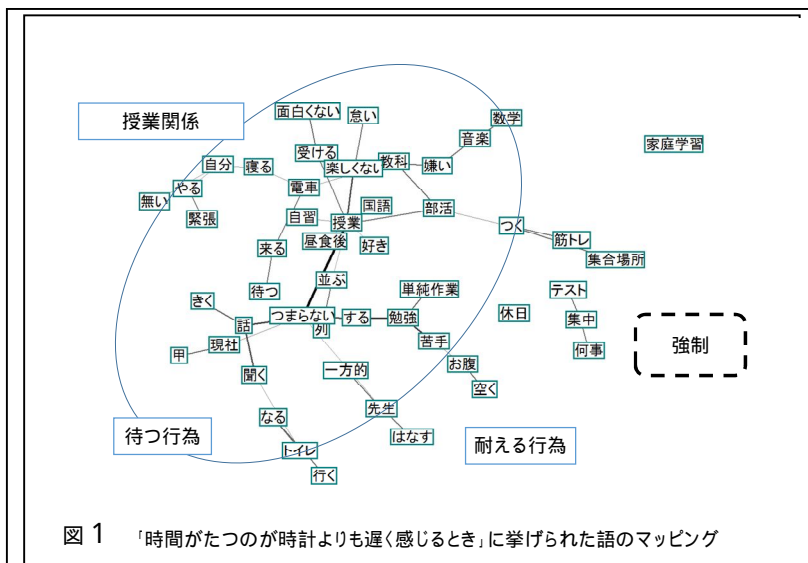 授業関係
面白くない
怠い
数学
音楽
家庭学習
受ける
楽しくない
教科
嫌い
自分
寝る
電車
やる
無い
緊張
国語
部活
自習
授業
つく
筋トレ
昼食後
好き
集合場所
来る
待つ
並ぶ
単純作業
テスト
きく
つまらない
する
勉強
休日
集中
話
列
甲
現社
苦手
何事
強制
聞く
一方的
お腹
空く
なる
先生
待つ行為
はなす
耐える行為
トイレ
行く
図1 「時間がたつのが時計よりも遅く感じるとき」に挙げられた語のマッピング